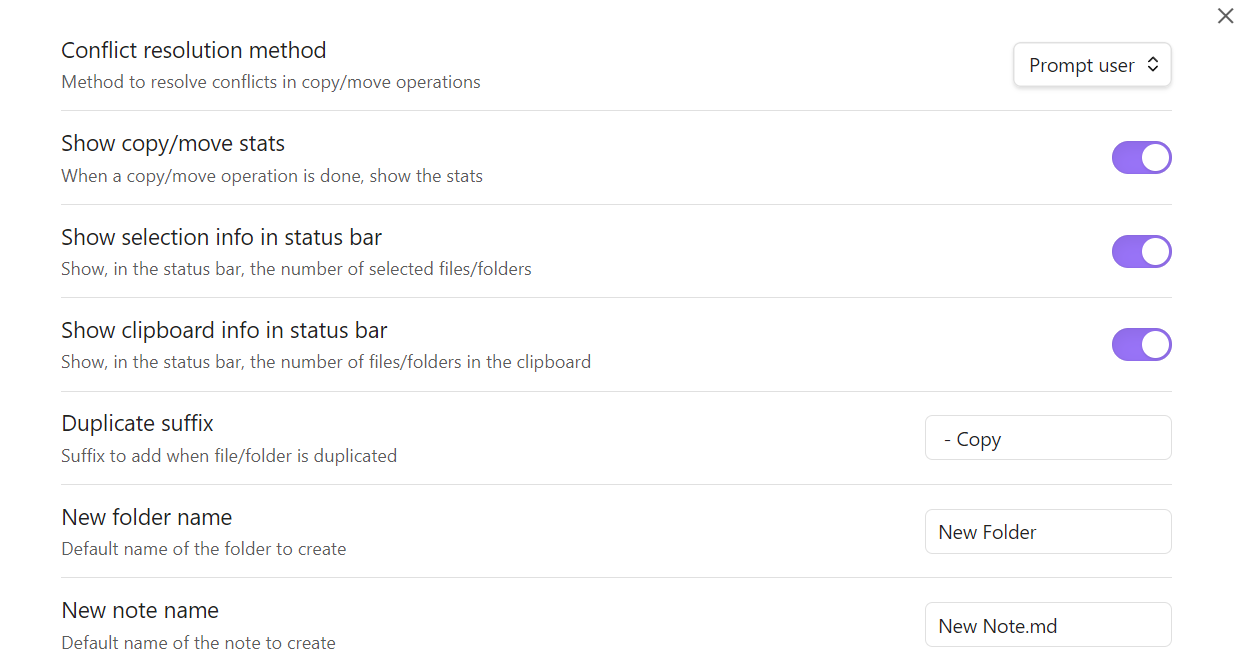 Conflict resolution method
Method to resolve conflicts in copy/move operations
Prompt user
Show copy/move stats
When a copy/move operation is done, show the stats
Show selection info in status bar
Show, in the status bar, the number of selected files/folders
Show clipboard info in status bar
Show, in the status bar, the number of files/folders in the clipboard
Duplicate suffix
Suffix to add when file/folder is duplicated
- Copy
New folder name
Default name of the folder to create
New Folder
New note name
Default name of the note to create
New Note.md